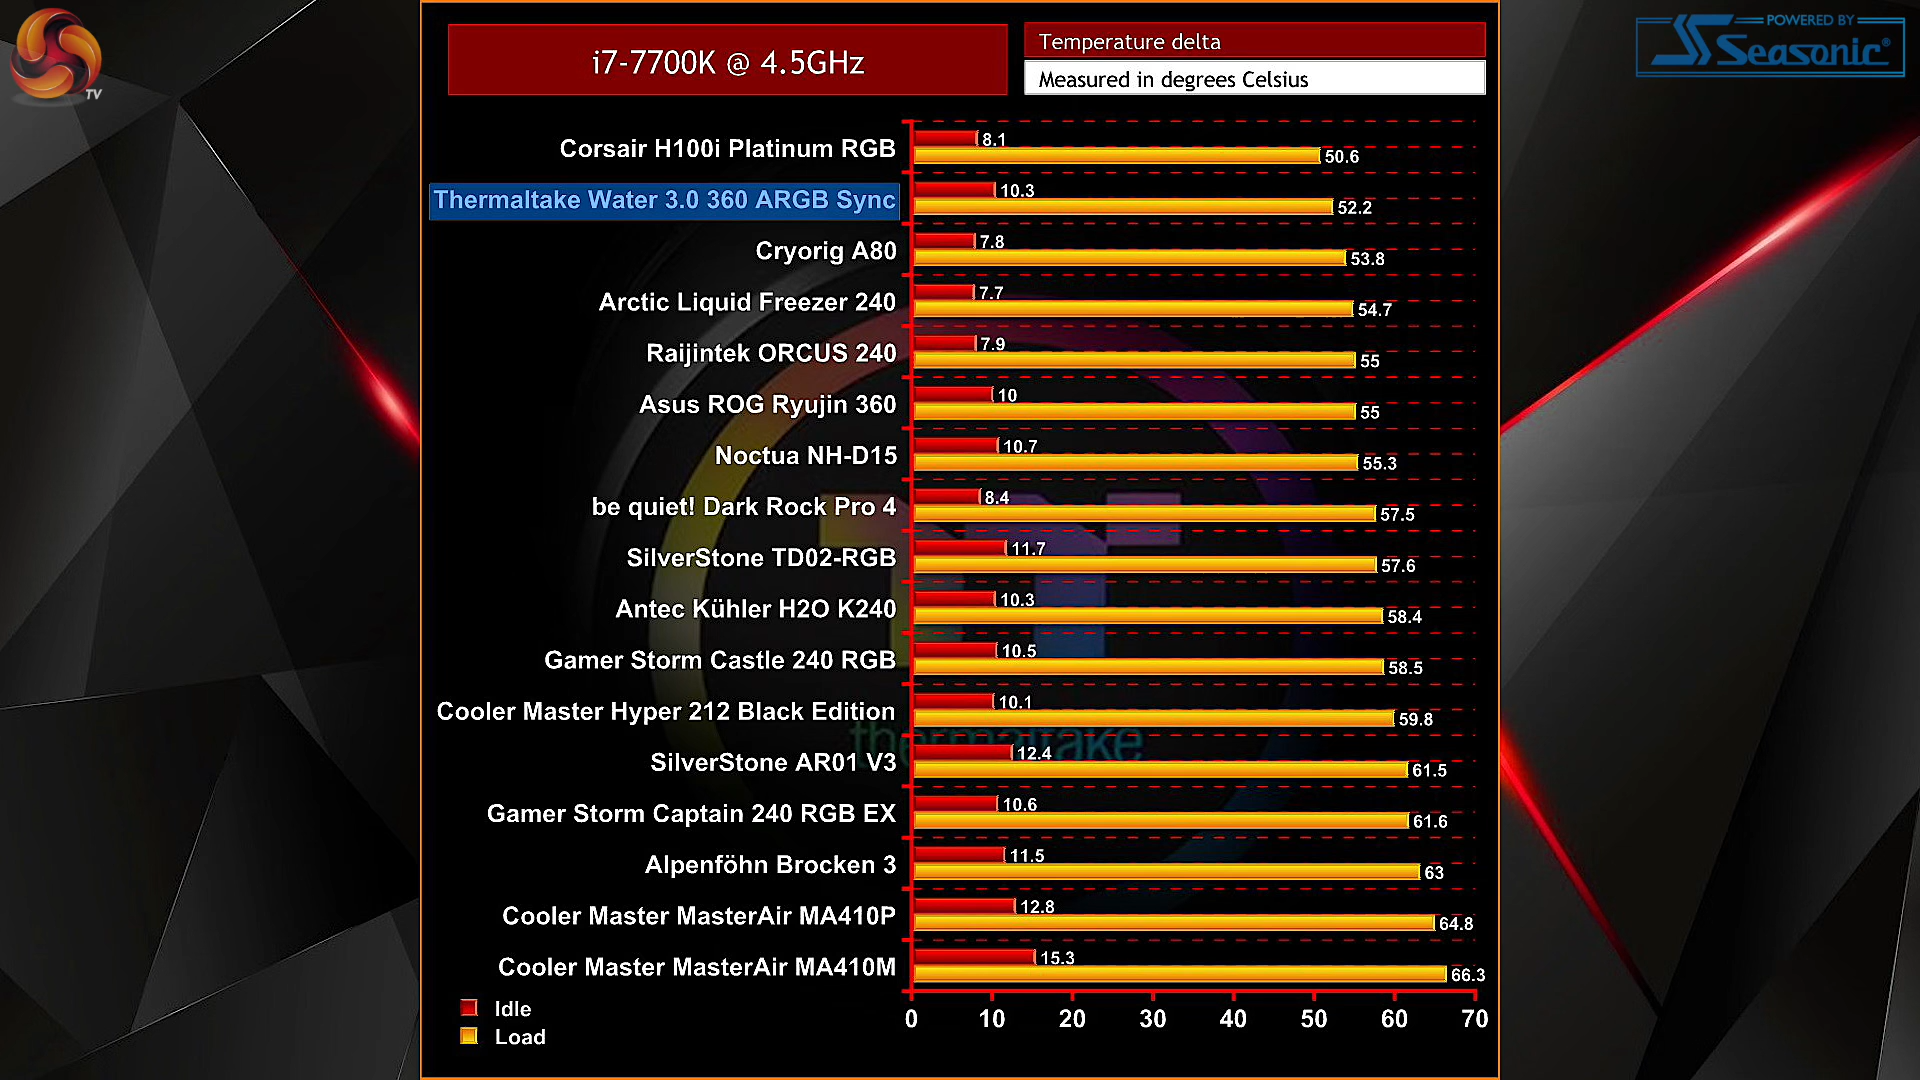 TV
POWERED BY
Seasonic®
i7-7700K @ 4.5GHz
Temperature delta
Measured in degrees Celsius
Corsair H100i Platinum RGB 8.1 50.6
Thermaltake Water 3.0 360 ARGB Sync 10.3 52.2
Cryorig A80 7.8 53.8
Arctic Liquid Freezer 240 7.7 54.7
Raijintek ORCUS 240 7.9 55
Asus ROG Ryujin 360 10 55
Noctua NH-D15 10.7 55.3
be quiet! Dark Rock Pro 4 8.4 57.5
SilverStone TD02-RGB 11.7 57.6
Antec Kühler H2O K240 10.3 58.4
Gamer Storm Castle 240 RGB 10.5 58.5
Cooler Master Hyper 212 Black Edition 10.1 59.8
thermaltake
SilverStone AR01 V3 12.4 61.5
Gamer Storm Captain 240 RGB EX 10.6 61.6
Alpenföhn Brocken 3 11.5 63
Cooler Master MasterAir MA410P 12.8 64.8
Cooler Master MasterAir MA410M 15.3 66.3
Idle
Load
0 10 20 30 40 50 60 70